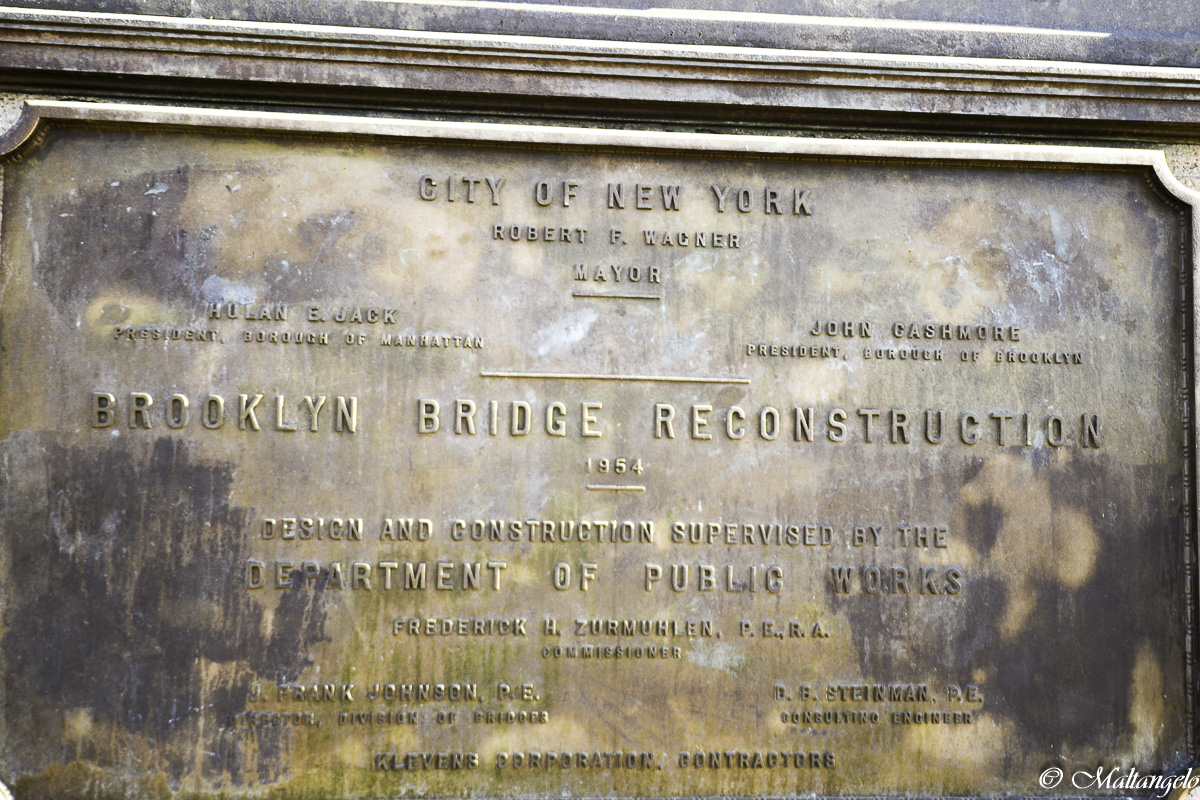 CITY OF NEW YORK
ROBERT F. WAGNER
MAYOR
HULAN E. JACK
PRESIDENT, BOROUGH OF MANHATTAN
JOHN CASHMORE
PRESIDENT, BOROUGH OF BROOKLYN
BROOKLYN BRIDGE RECONSTRUCTION
1954
DESIGN AND CONSTRUCTION SUPERVISED BY THE
DEPARTMENT OF PUBLIC WORKS
FREDERICK H. ZURMUHLEN, P.E., R.A.
COMMISSIONER
J. FRANK JOHNSON, P.E.
DIRECTOR, DIVISION OF BRIDGES
D. B. STEINMAN, P.E.
CONSULTING ENGINEER
KLEVENS CORPORATION, CONTRACTORS
© Maltangelo